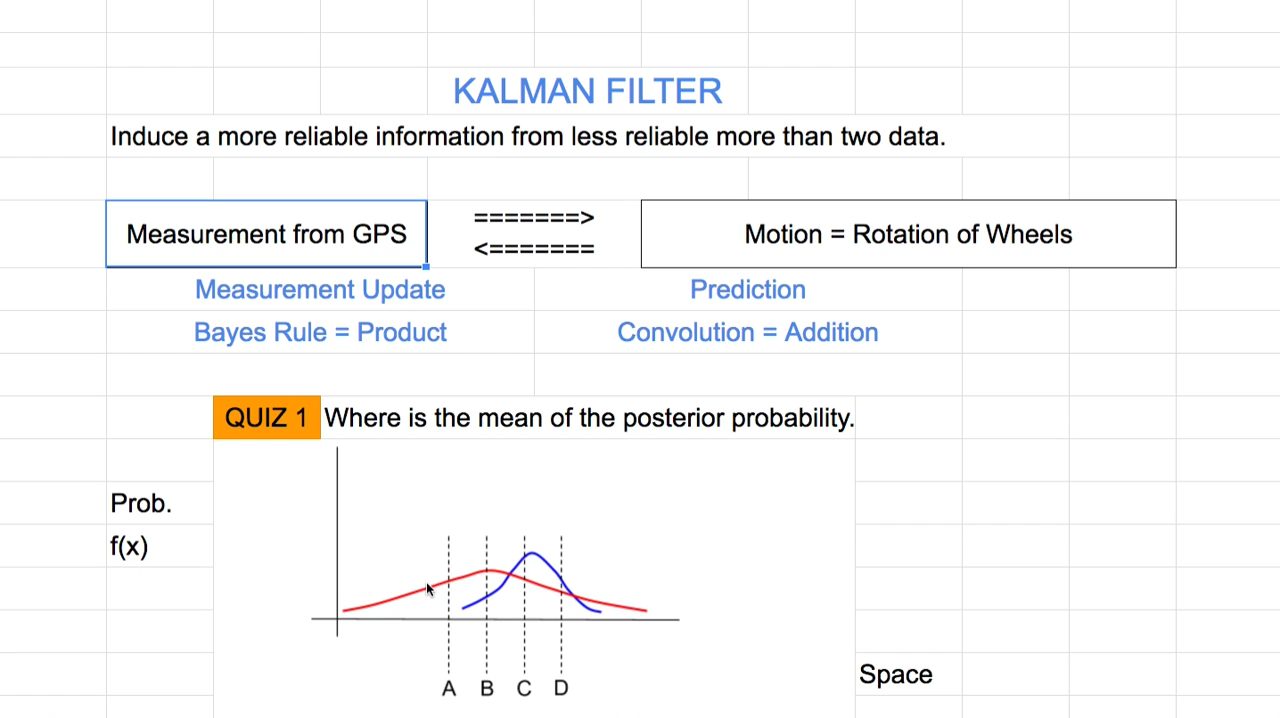 KALMAN FILTER
Induce a more reliable information from less reliable more than two data.
Measurement from GPS
=======>
<=======
Motion = Rotation of Wheels
Measurement Update
Prediction
Bayes Rule = Product
Convolution = Addition
QUIZ 1 Where is the mean of the posterior probability.
Prob.
f(x)
Space
A B C D